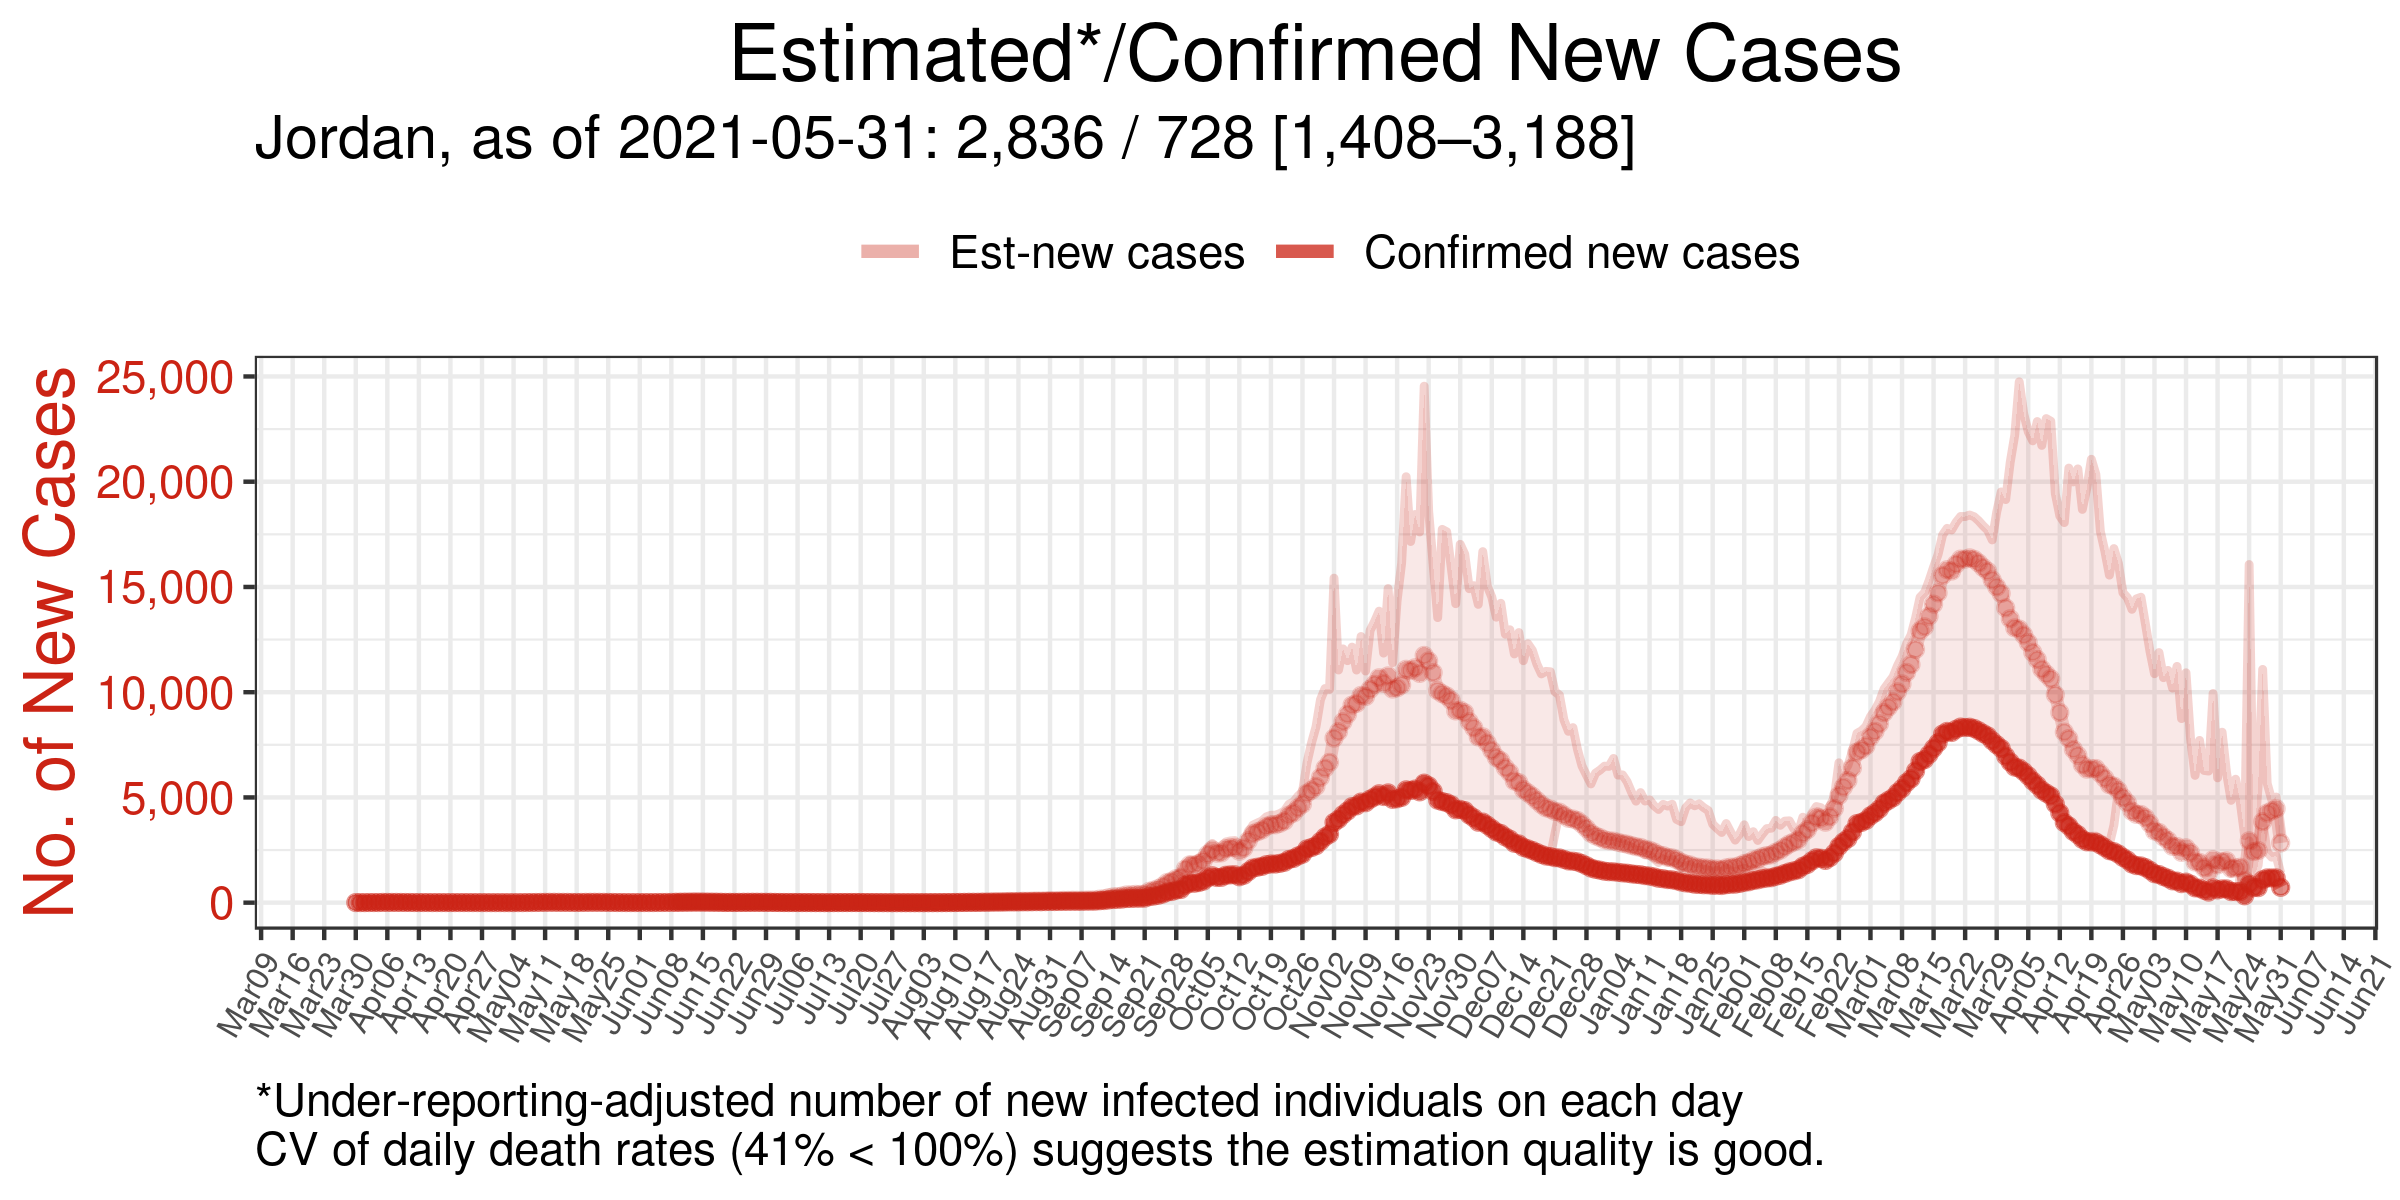 Estimated*/Confirmed New Cases
Jordan, as of 2021-05-31: 2,836 / 728 [1,408–3,188]
Est-new cases Confirmed new cases
No. of New Cases
25,000
20,000
15,000
10,000
5,000
0
Mar09 Mar16 Mar23 Mar30 Apr06 Apr13 Apr20 Apr27 May04 May11 May18 May25 Jun01 Jun08 Jun15 Jun22 Jun29 Jul06 Jul13 Jul20 Jul27 Aug03 Aug10 Aug17 Aug24 Aug31 Sep07 Sep14 Sep21 Sep28 Oct05 Oct12 Oct19 Oct26 Nov02 Nov09 Nov16 Nov23 Nov30 Dec07 Dec14 Dec21 Dec28 Jan04 Jan11 Jan18 Jan25 Feb01 Feb08 Feb15 Feb22 Mar01 Mar08 Mar15 Mar22 Mar29 Apr05 Apr12 Apr19 Apr26 May03 May10 May17 May24 May31 Jun07 Jun14 Jun21
*Under-reporting-adjusted number of new infected individuals on each day
CV of daily death rates (41% < 100%) suggests the estimation quality is good.